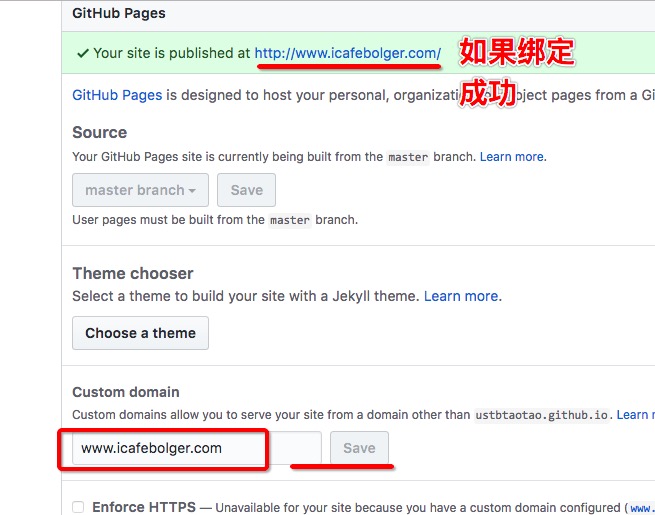 GitHub Pages
Your site is published at http://www.icafebolger.com/
如果绑定
成功
GitHub Pages is designed to host your personal, organizati ject pages from a Gi
Source
Your GitHub Pages site is currently being built from the master branch. Learn more.
master branch Save
User pages must be built from the master branch.
Theme chooser
Select a theme to build your site with a Jekyll theme. Learn more.
Choose a theme
Custom domain
Custom domains allow you to serve your site from a domain other than ustbtaotao.github.io. Learn m
www.icafebolger.com Save
Enforce HTTPS — Unavailable for your site because you have a custom domain configured (www.